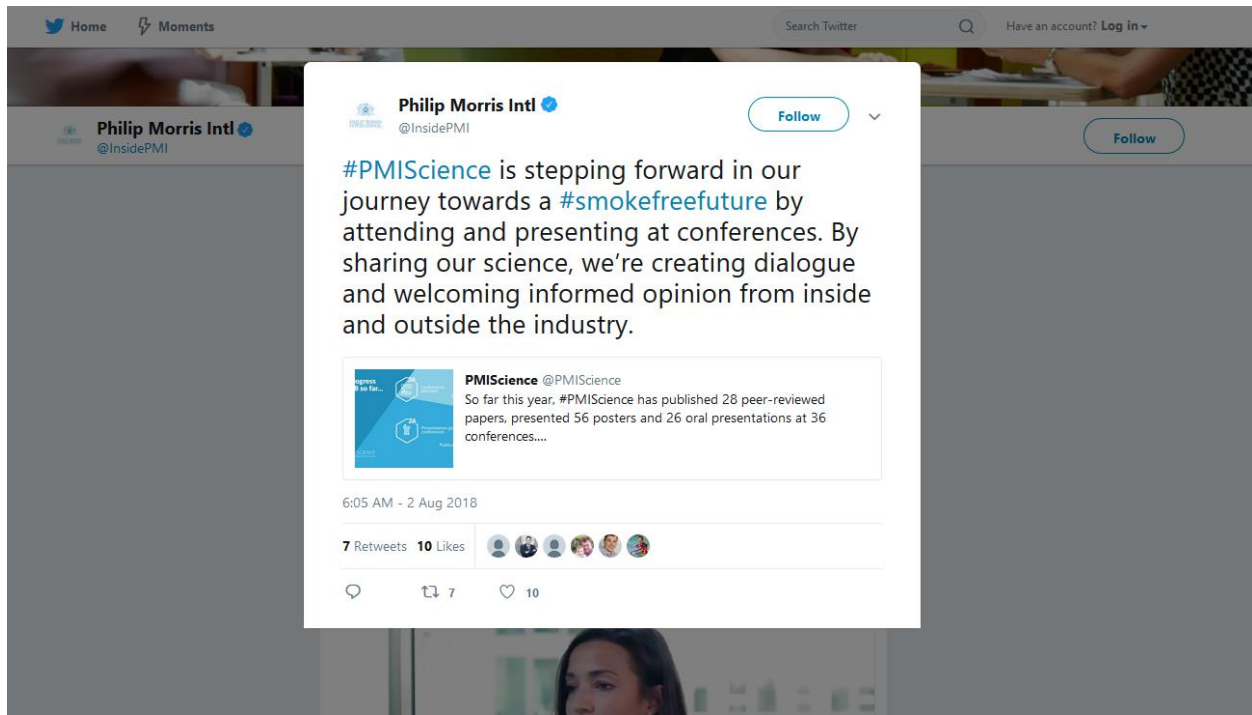 Home Moments Search Twitter Have an account? Log in
Philip Morris Intl
@InsidePMI
Follow
Philip Morris Intl
@InsidePMI
Follow
#PMIScience is stepping forward in our
journey towards a #smokefreefuture by
attending and presenting at conferences. By
sharing our science, we’re creating dialogue
and welcoming informed opinion from inside
and outside the industry.
PMIScience @PMIScience
So far this year, #PMIScience has published 28 peer-reviewed
papers, presented 56 posters and 26 oral presentations at 36
conferences....
6:05 AM - 2 Aug 2018
7 Retweets 10 Likes
7 10